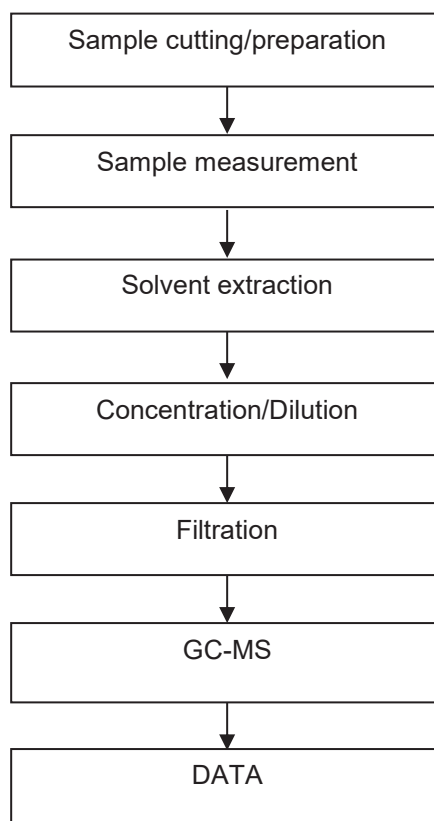 Sample cutting/preparation
Sample measurement
Solvent extraction
Concentration/Dilution
Filtration
GC-MS
DATA